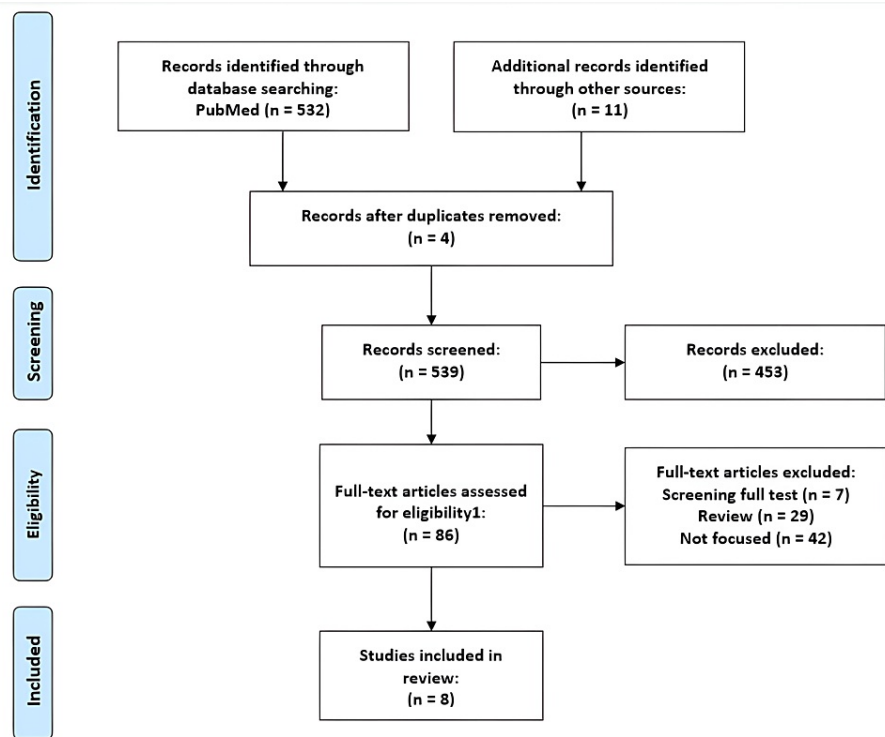 Identification
Records identified through
database searching:
PubMed (n = 532)
Additional records identified
through other sources:
(n = 11)
Records after duplicates removed:
(n = 4)
Screening
Records screened:
(n = 539)
Records excluded:
(n = 453)
Eligibility
Full-text articles assessed
for eligibility1:
(n = 86)
Full-text articles excluded:
Screening full test (n = 7)
Review (n = 29)
Not focused (n = 42)
Included
Studies included in
review:
(n = 8)